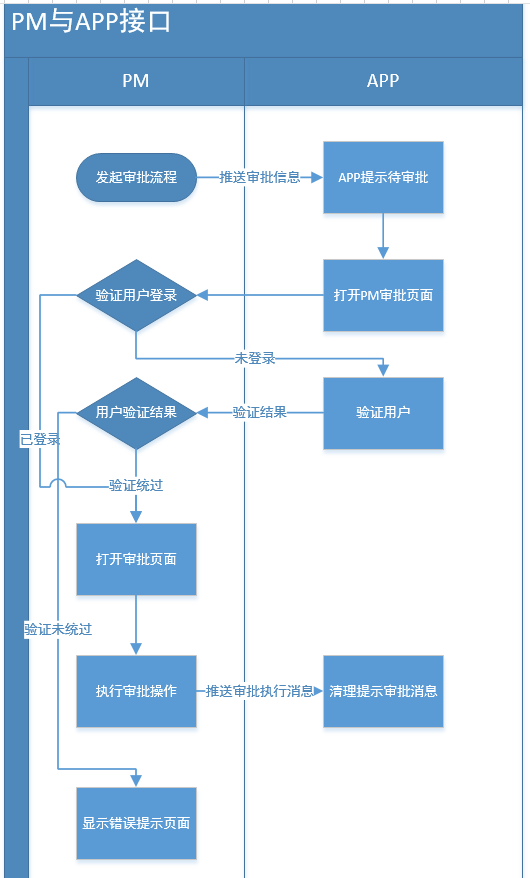 PM与APP接口
PM
APP
发起审批流程
推送审批信息
APP提示待审批
验证用户登录
打开PM审批页面
未登录
用户验证结果
验证结果
验证用户
已登录
验证统过
打开审批页面
验证未统过
执行审批操作
推送审批执行消息
清理提示审批消息
显示错误提示页面